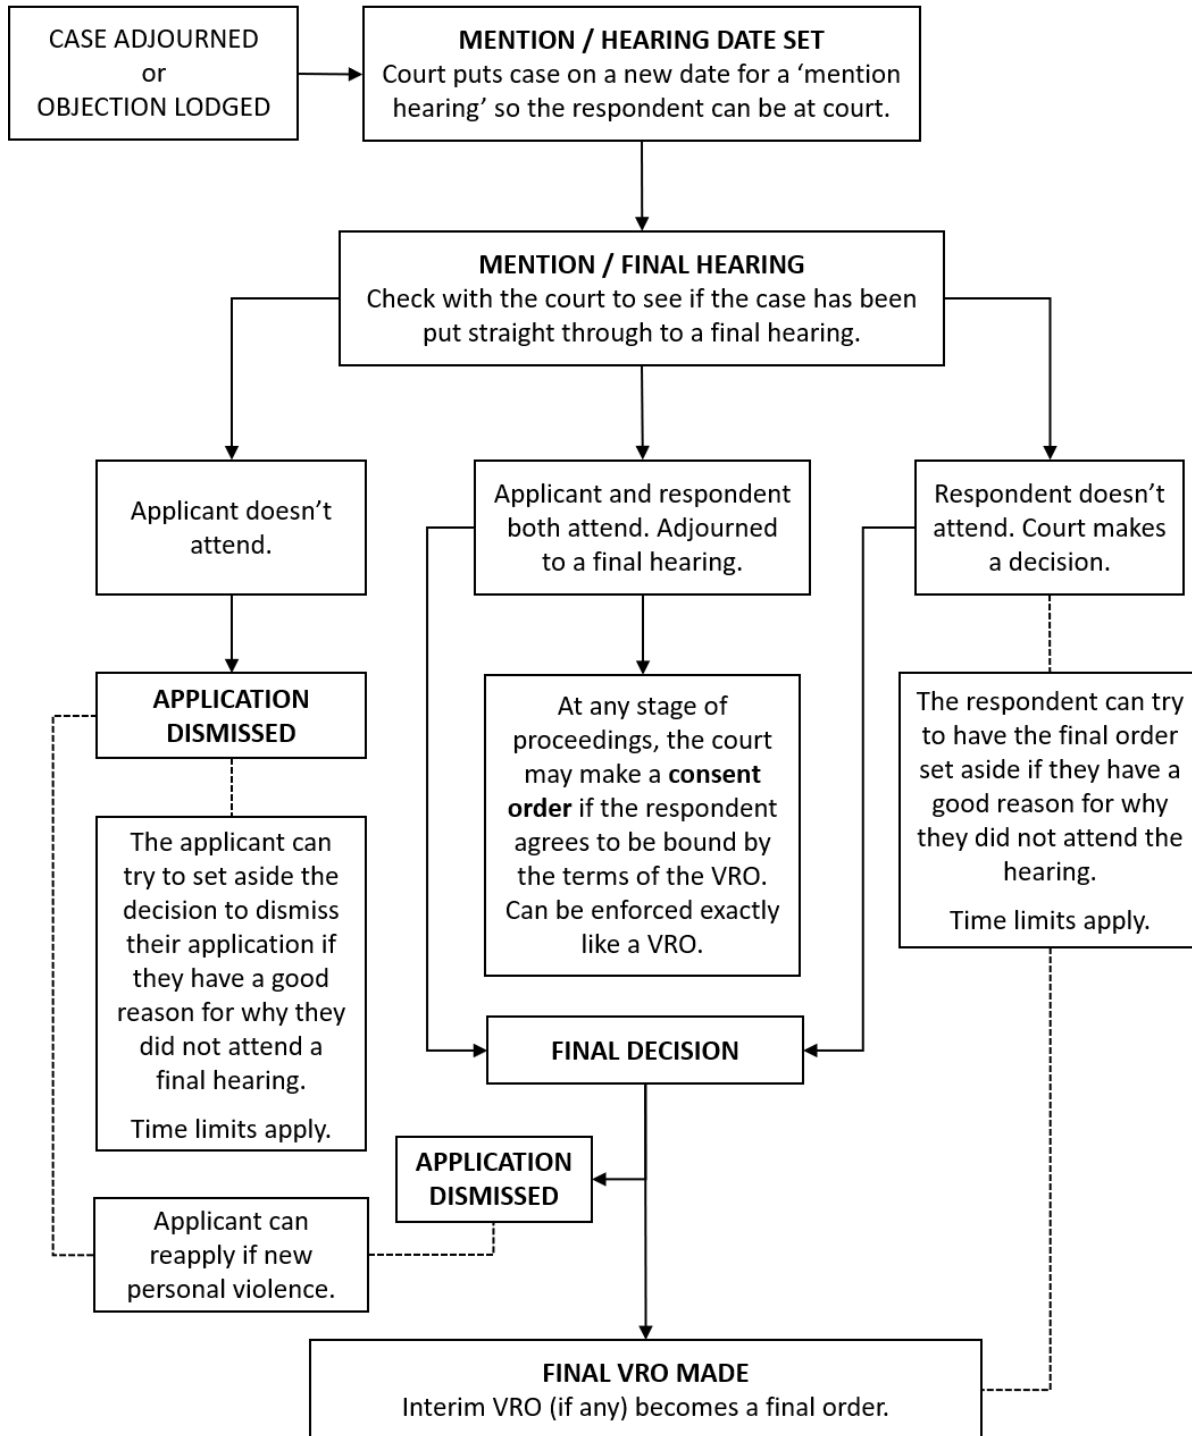 CASE ADJOURNED
or
OBJECTION LODGED
MENTION / HEARING DATE SET
Court puts case on a new date for a ‘mention
hearing’ so the respondent can be at court.
MENTION / FINAL HEARING
Check with the court to see if the case has been
put straight through to a final hearing.
Applicant doesn’t
attend.
Applicant and respondent
both attend. Adjourned
to a final hearing.
Respondent doesn’t
attend. Court makes
a decision.
APPLICATION
DISMISSED
The applicant can
try to set aside the
decision to dismiss
their application if
they have a good
reason for why they
did not attend a
final hearing.
Time limits apply.
At any stage of
proceedings, the court
may make a consent
order if the respondent
agrees to be bound by
the terms of the VRO.
Can be enforced exactly
like a VRO.
The respondent can try
to have the final order
set aside if they have a
good reason for why
they did not attend the
hearing.
Time limits apply.
FINAL DECISION
APPLICATION
DISMISSED
Applicant can
reapply if new
personal violence.
FINAL VRO MADE
Interim VRO (if any) becomes a final order.